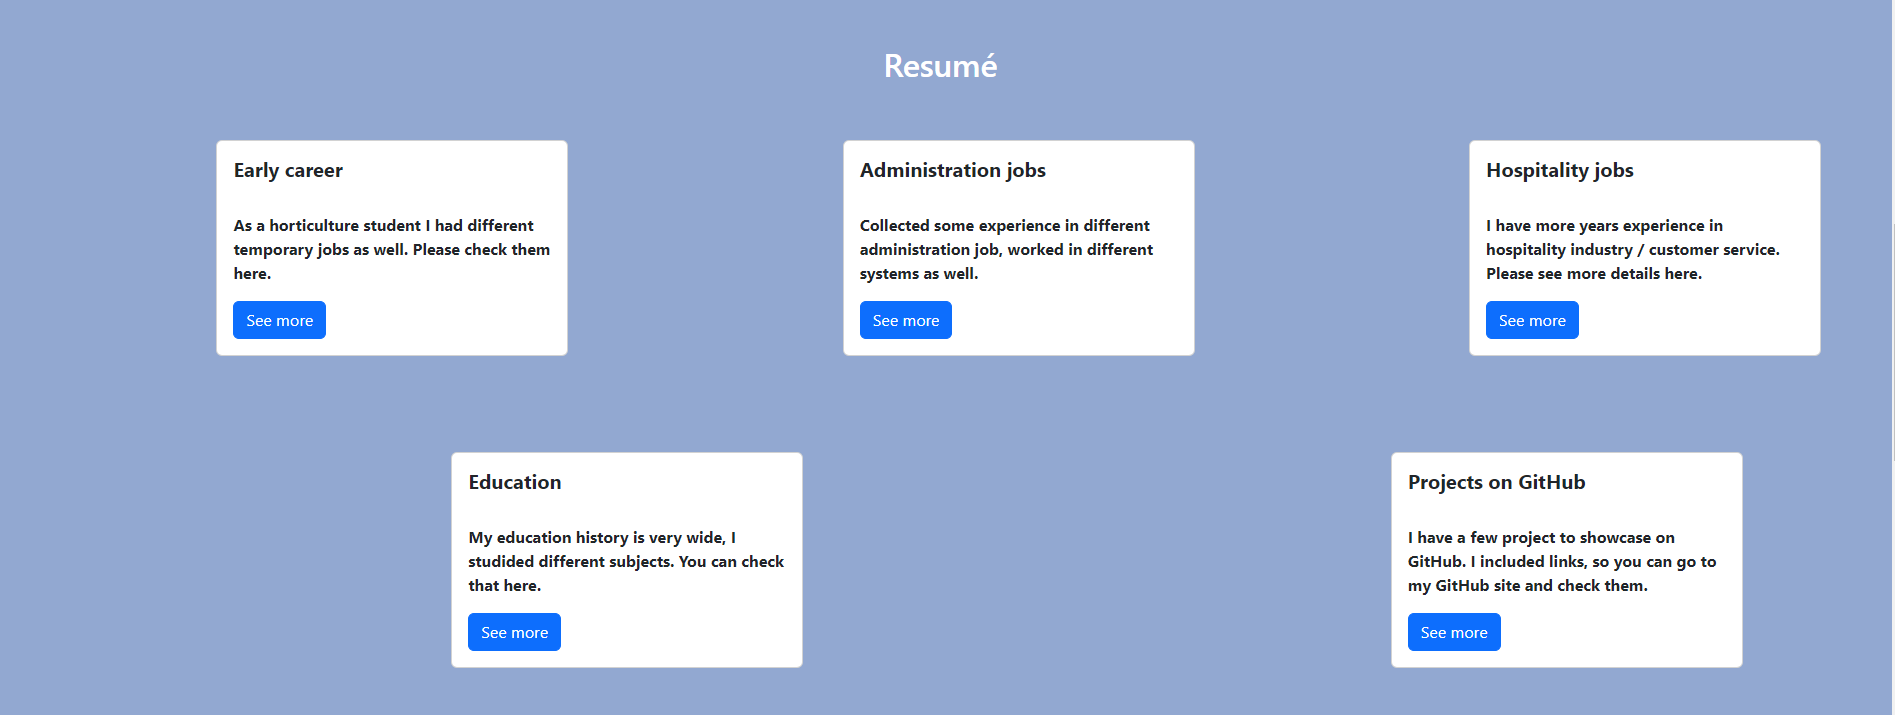 Resumé
Early career
As a horticulture student I had different
temporary jobs as well. Please check them
here.
See more
Administration jobs
Collected some experience in different
administration job, worked in different
systems as well.
See more
Hospitality jobs
I have more years experience in
hospitality industry / customer service.
Please see more details here.
See more
Education
My education history is very wide, I
studided different subjects. You can check
that here.
See more
Projects on GitHub
I have a few project to showcase on
GitHub. I included links, so you can go to
my GitHub site and check them.
See more